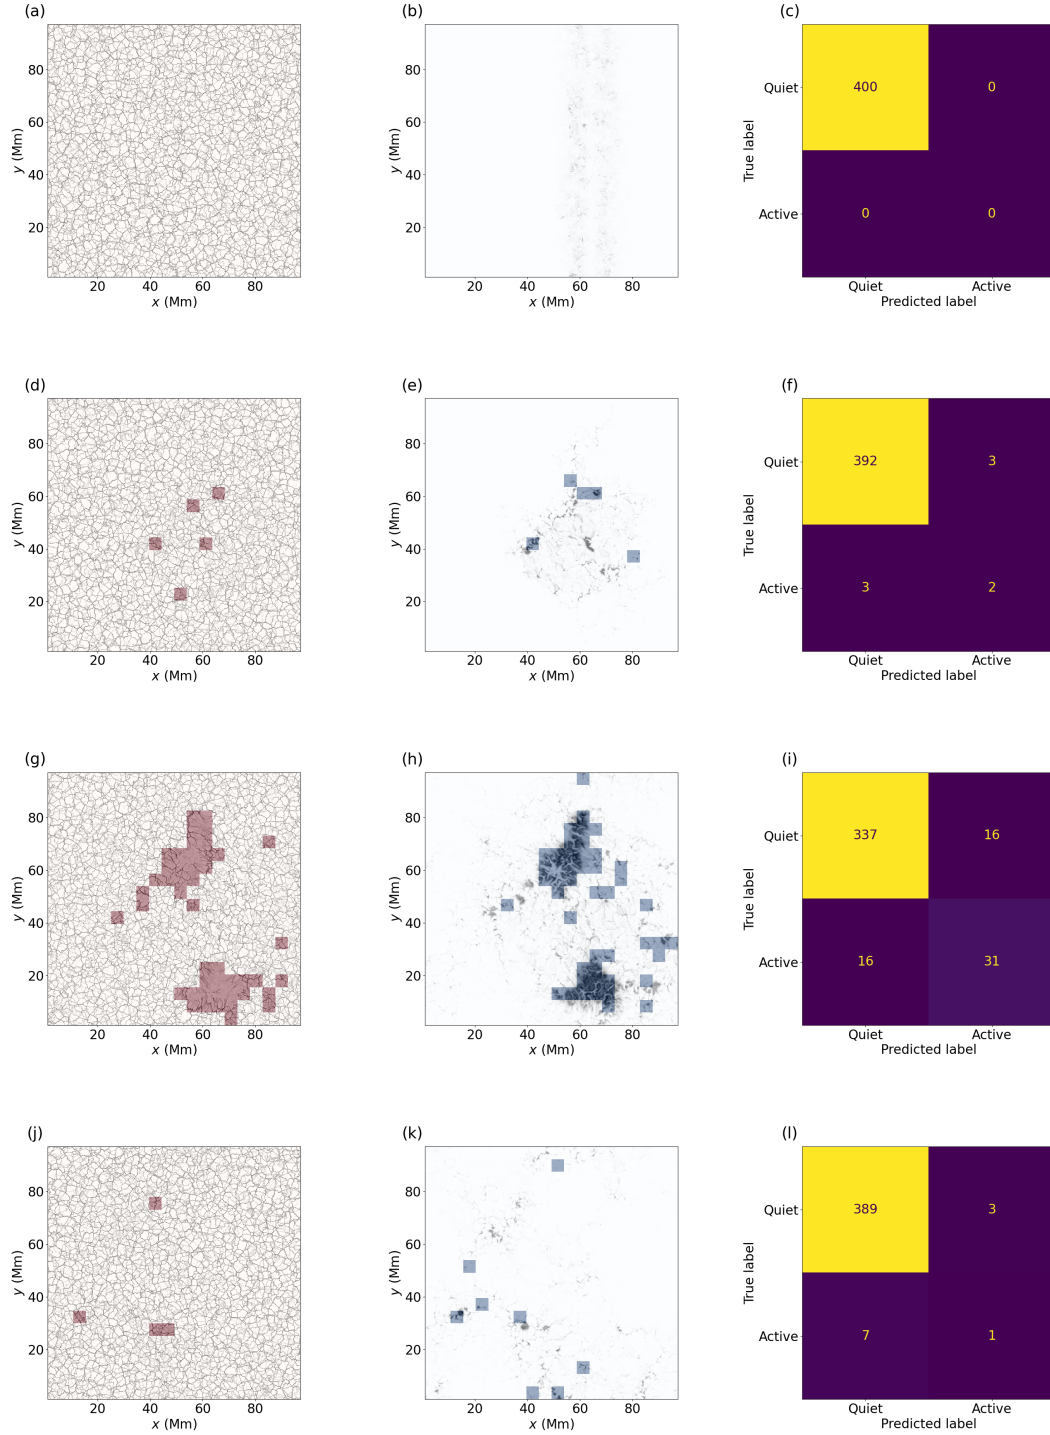 (a)
(b)
(c)
80
60
40
20
y (Mm)
20 40 60 80
x (Mm)
80
60
40
20
y (Mm)
20 40 60 80
x (Mm)
True label
Quiet
Active
400 0
0 0
Quiet Active
Predicted label
(d)
(e)
(f)
80
60
40
20
y (Mm)
20 40 60 80
x (Mm)
80
60
40
20
y (Mm)
20 40 60 80
x (Mm)
True label
Quiet
Active
392 3
3 2
Quiet Active
Predicted label
(g)
(h)
(i)
80
60
40
20
y (Mm)
20 40 60 80
x (Mm)
80
60
40
20
y (Mm)
20 40 60 80
x (Mm)
True label
Quiet
Active
337 16
16 31
Quiet Active
Predicted label
(j)
(k)
(l)
80
60
40
20
y (Mm)
20 40 60 80
x (Mm)
80
60
40
20
y (Mm)
20 40 60 80
x (Mm)
True label
Quiet
Active
389 3
7 1
Quiet Active
Predicted label